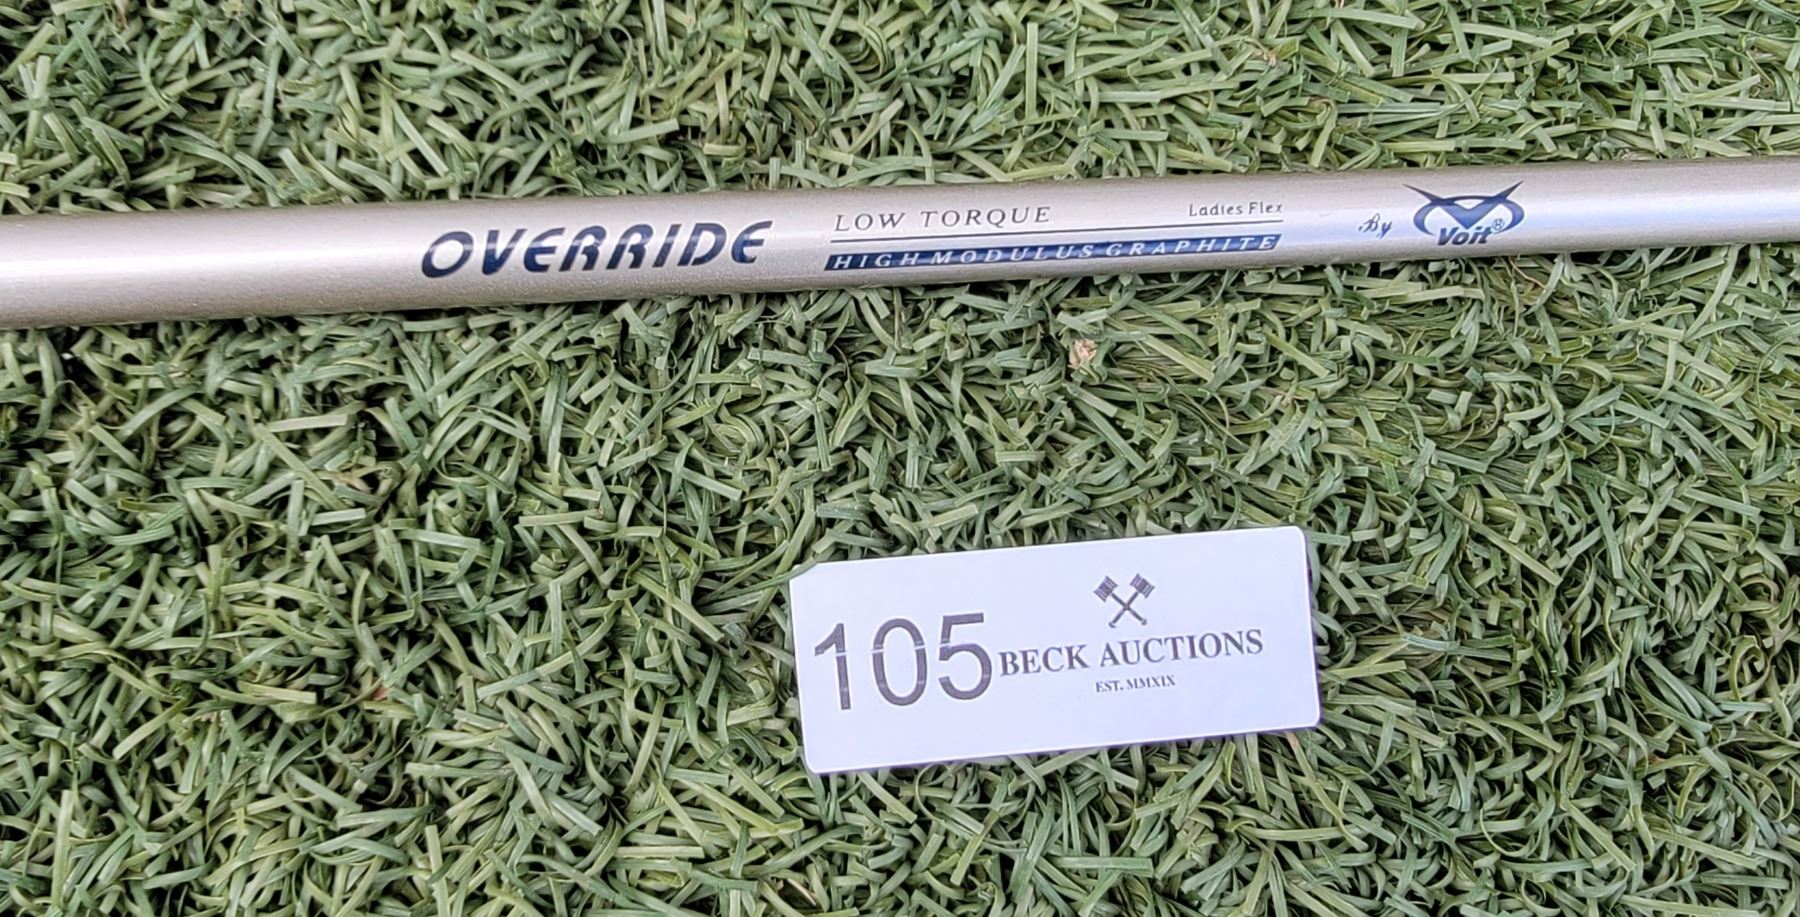 OVERRIDE
LOW TORQUE Ladies Flex
HIGH MODULUS GRAPHITE
By Voit®
105 BECK AUCTIONS
EST. MMXIX